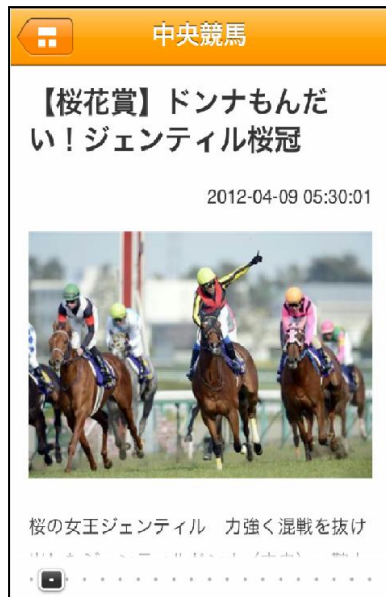 中央競馬
【桜花賞】ドンナもんだ
い！ジェンティル桜冠
2012-04-09 05:30:01
桜の女王ジェンティル　力強く混戦を抜け